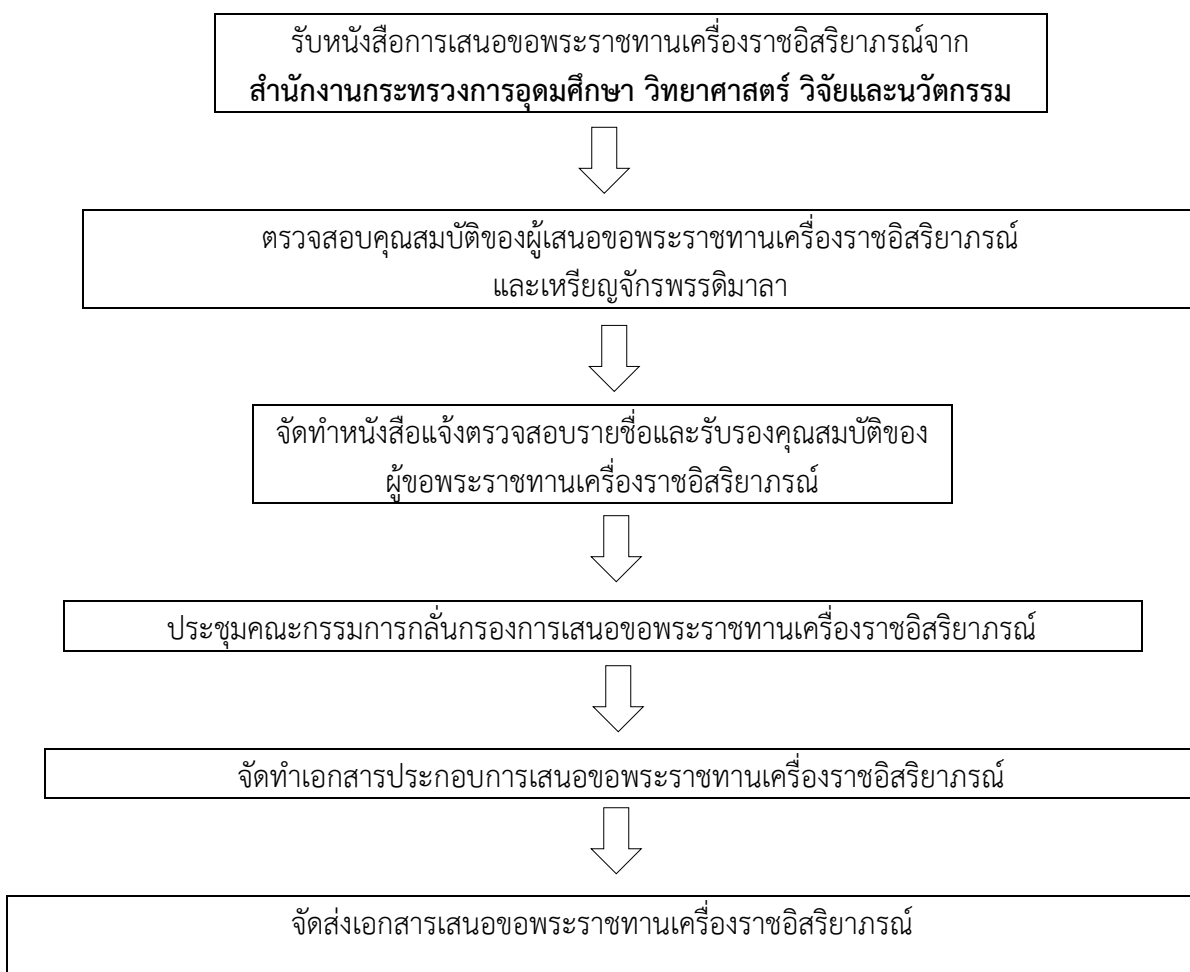 รับหนังสือการเสนอขอพระราชทานเครื่องราชอิสริยาภรณ์จาก
สำนักงานกระทรวงการอุดมศึกษา วิทยาศาสตร์ วิจัยและนวัตกรรม
ตรวจสอบคุณสมบัติของผู้เสนอขอพระราชทานเครื่องราชอิสริยาภรณ์
และเหรียญจักรพรรดิมาลา
จัดทำหนังสือแจ้งตรวจสอบรายชื่อและรับรองคุณสมบัติของ
ผู้ขอพระราชทานเครื่องราชอิสริยาภรณ์
ประชุมคณะกรรมการกลั่นกรองการเสนอขอพระราชทานเครื่องราชอิสริยาภรณ์
จัดทำเอกสารประกอบการเสนอขอพระราชทานเครื่องราชอิสริยาภรณ์
จัดส่งเอกสารเสนอขอพระราชทานเครื่องราชอิสริยาภรณ์